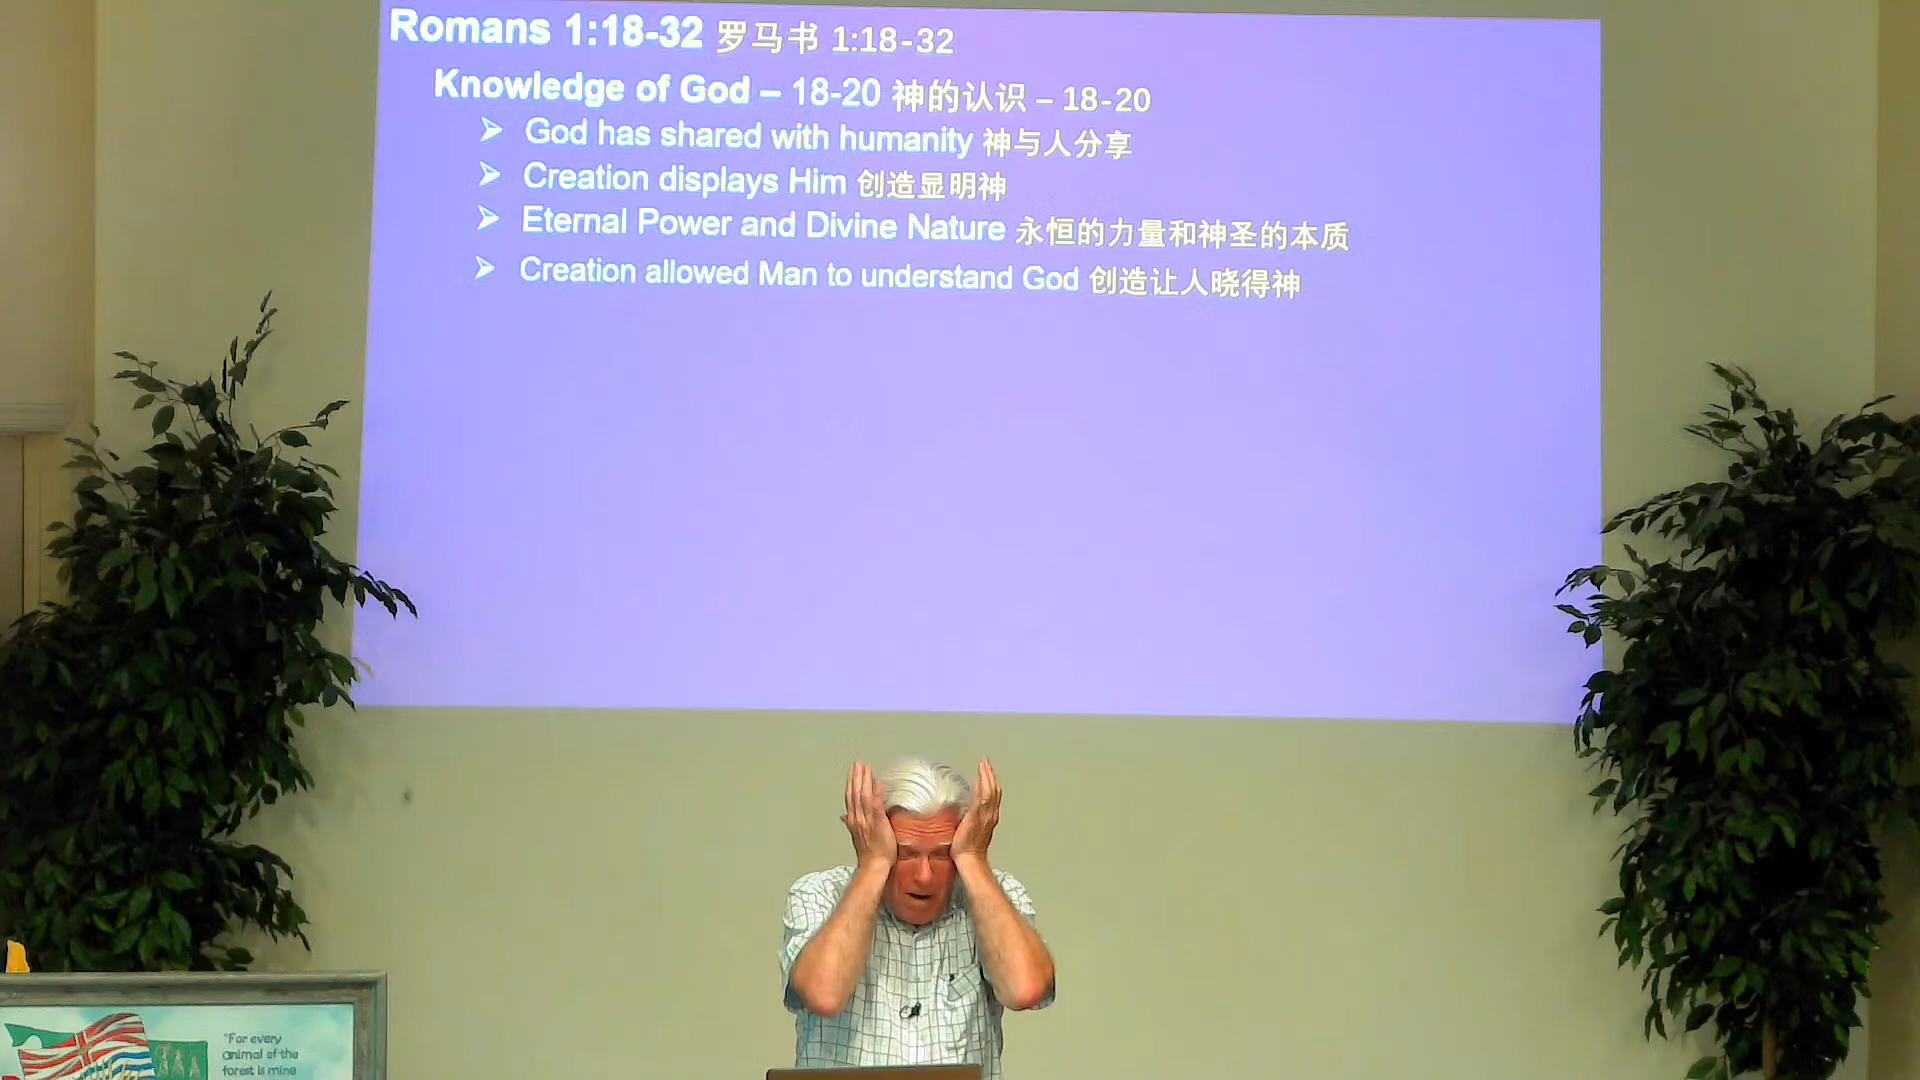 Romans 1:18-32 罗马书 1:18-32
Knowledge of God – 18-20 神的认识 – 18-20
God has shared with humanity 神与人分享
Creation displays Him 创造显明神
Eternal Power and Divine Nature 永恒的力量和神圣的本质
Creation allowed Man to understand God 创造让人晓得神
"For every
animal of the
forest is mine